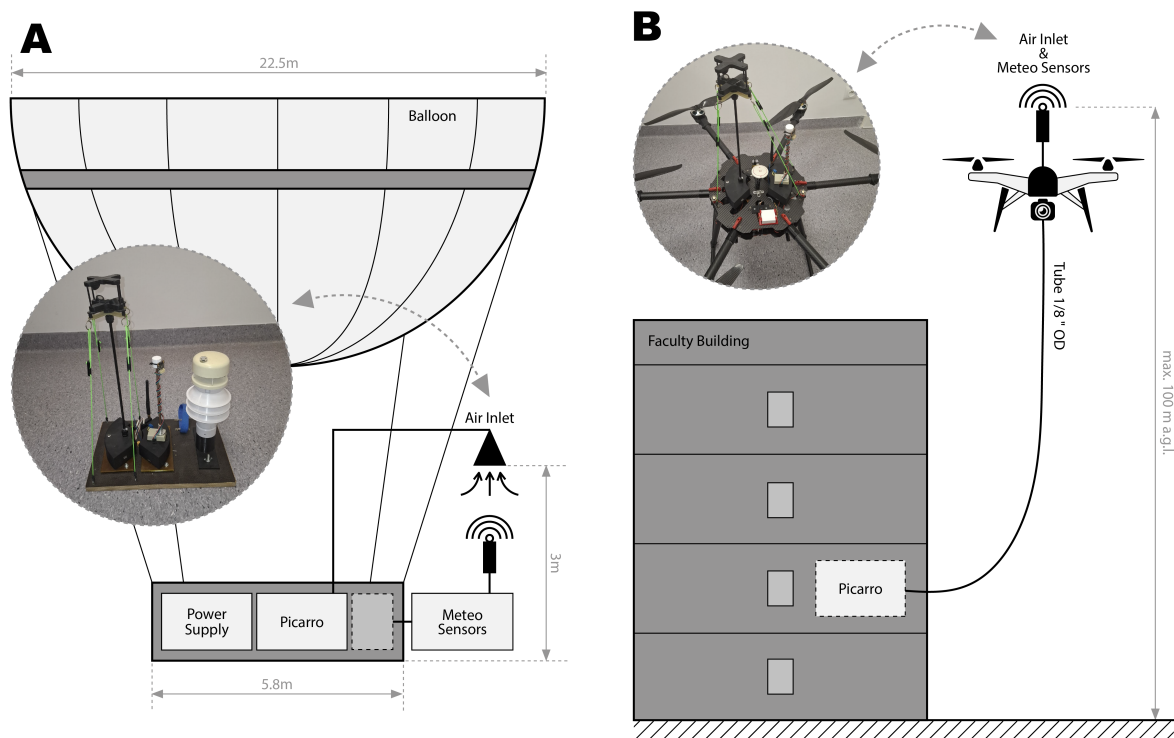 A
22.5m
Balloon
Air Inlet
3m
Power
Supply
Picarro
Meteo
Sensors
5.8m
B
Air Inlet
&
Meteo Sensors
Tube 1/8 " OD
max. 100 m a.g.l.
Faculty Building
Picarro